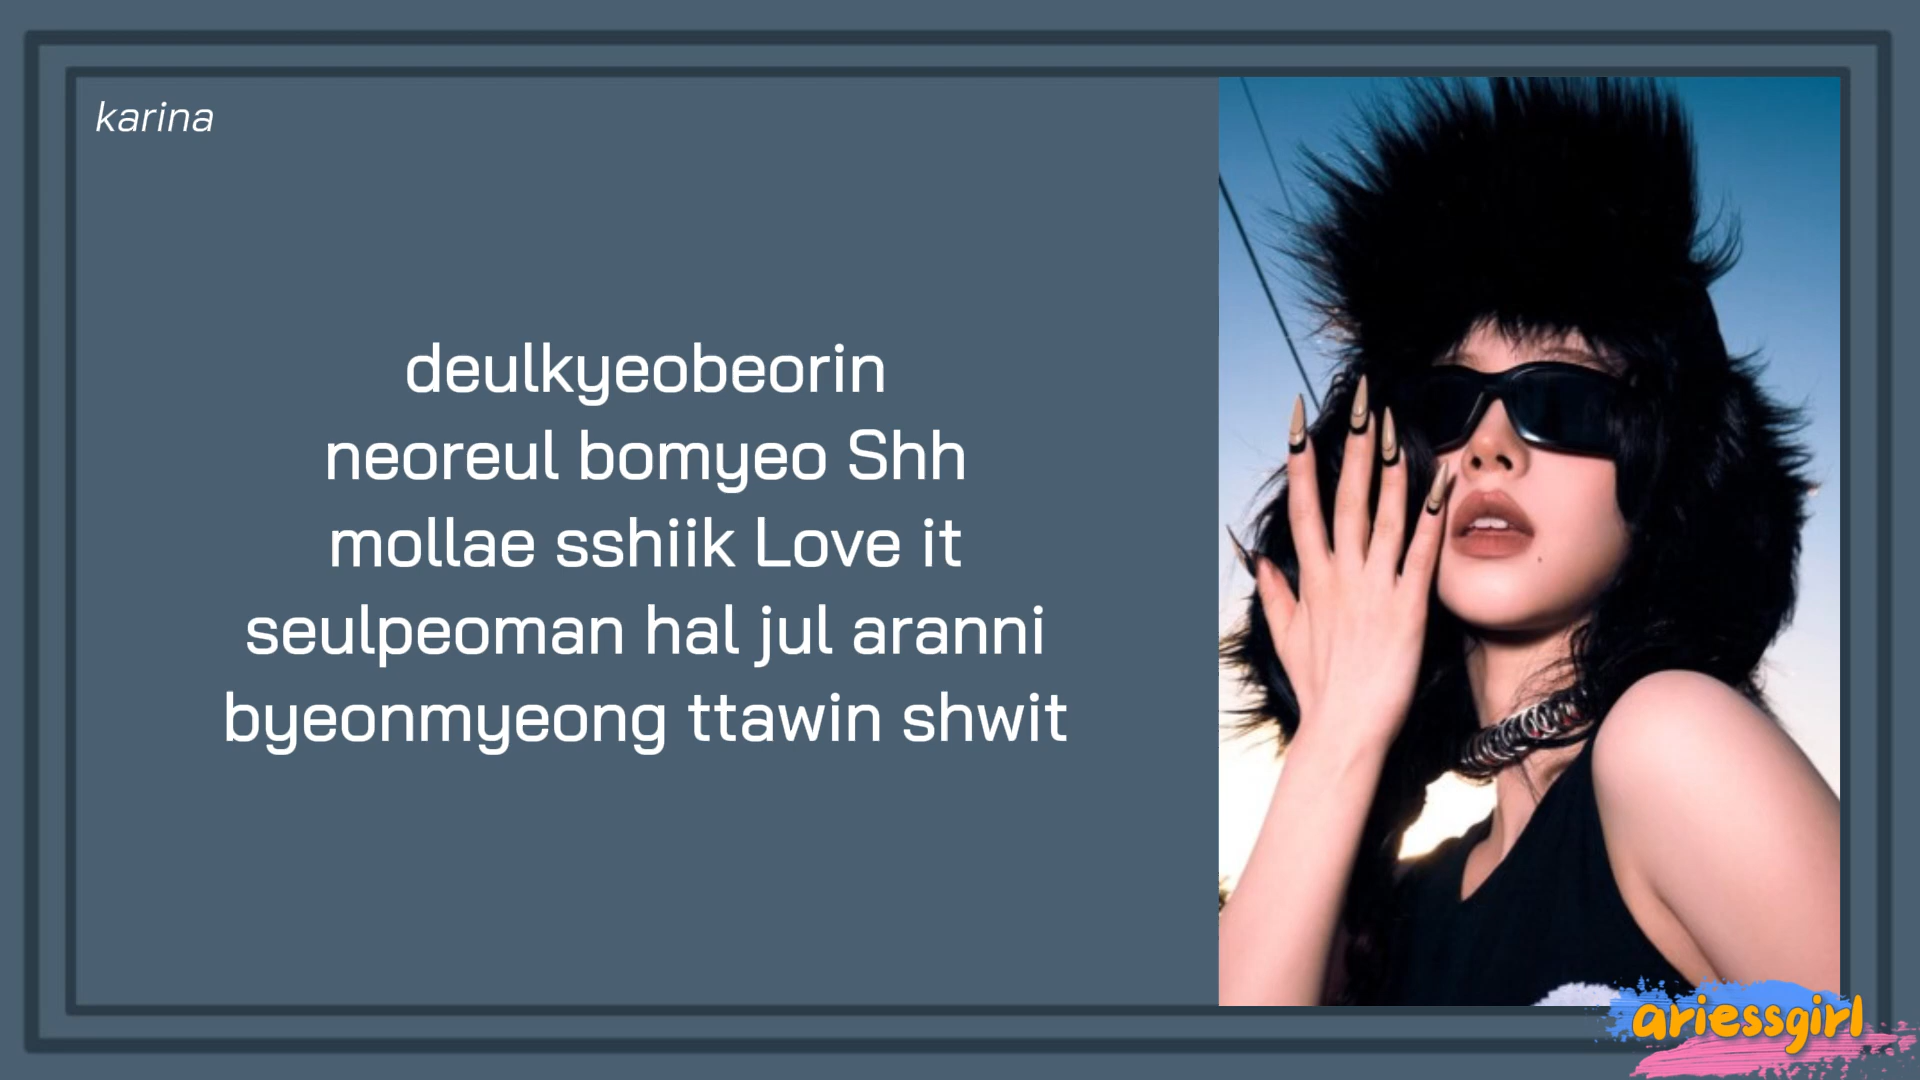 karina
deulkyeobeorin
neoreul bomyeo Shh
mollae sshiik Love it
seulpeoman hal jul aranni
byeonmyeong ttawin shwit
ariessgirl